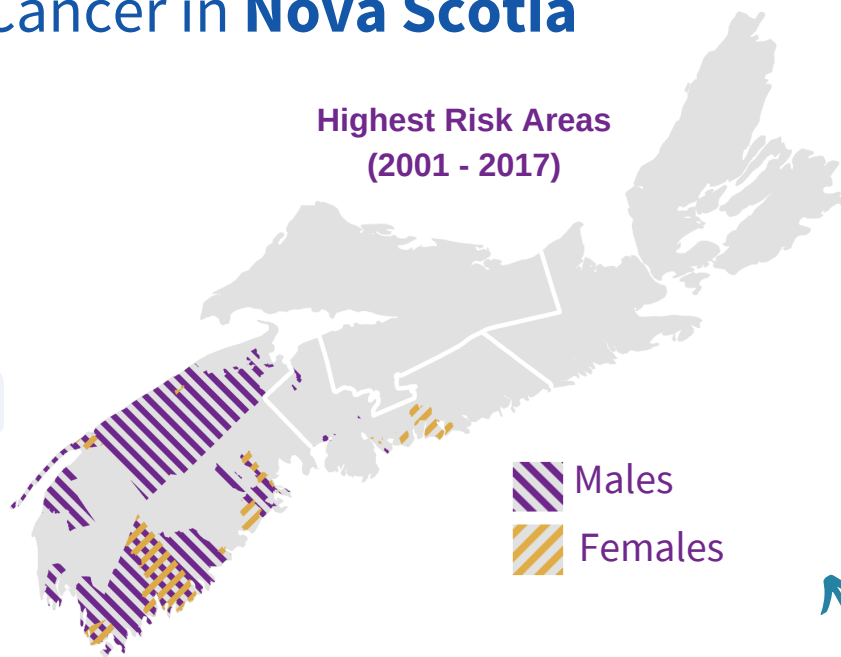 Cancer in Nova Scotia
Highest Risk Areas
(2001 - 2017)
Males
Females